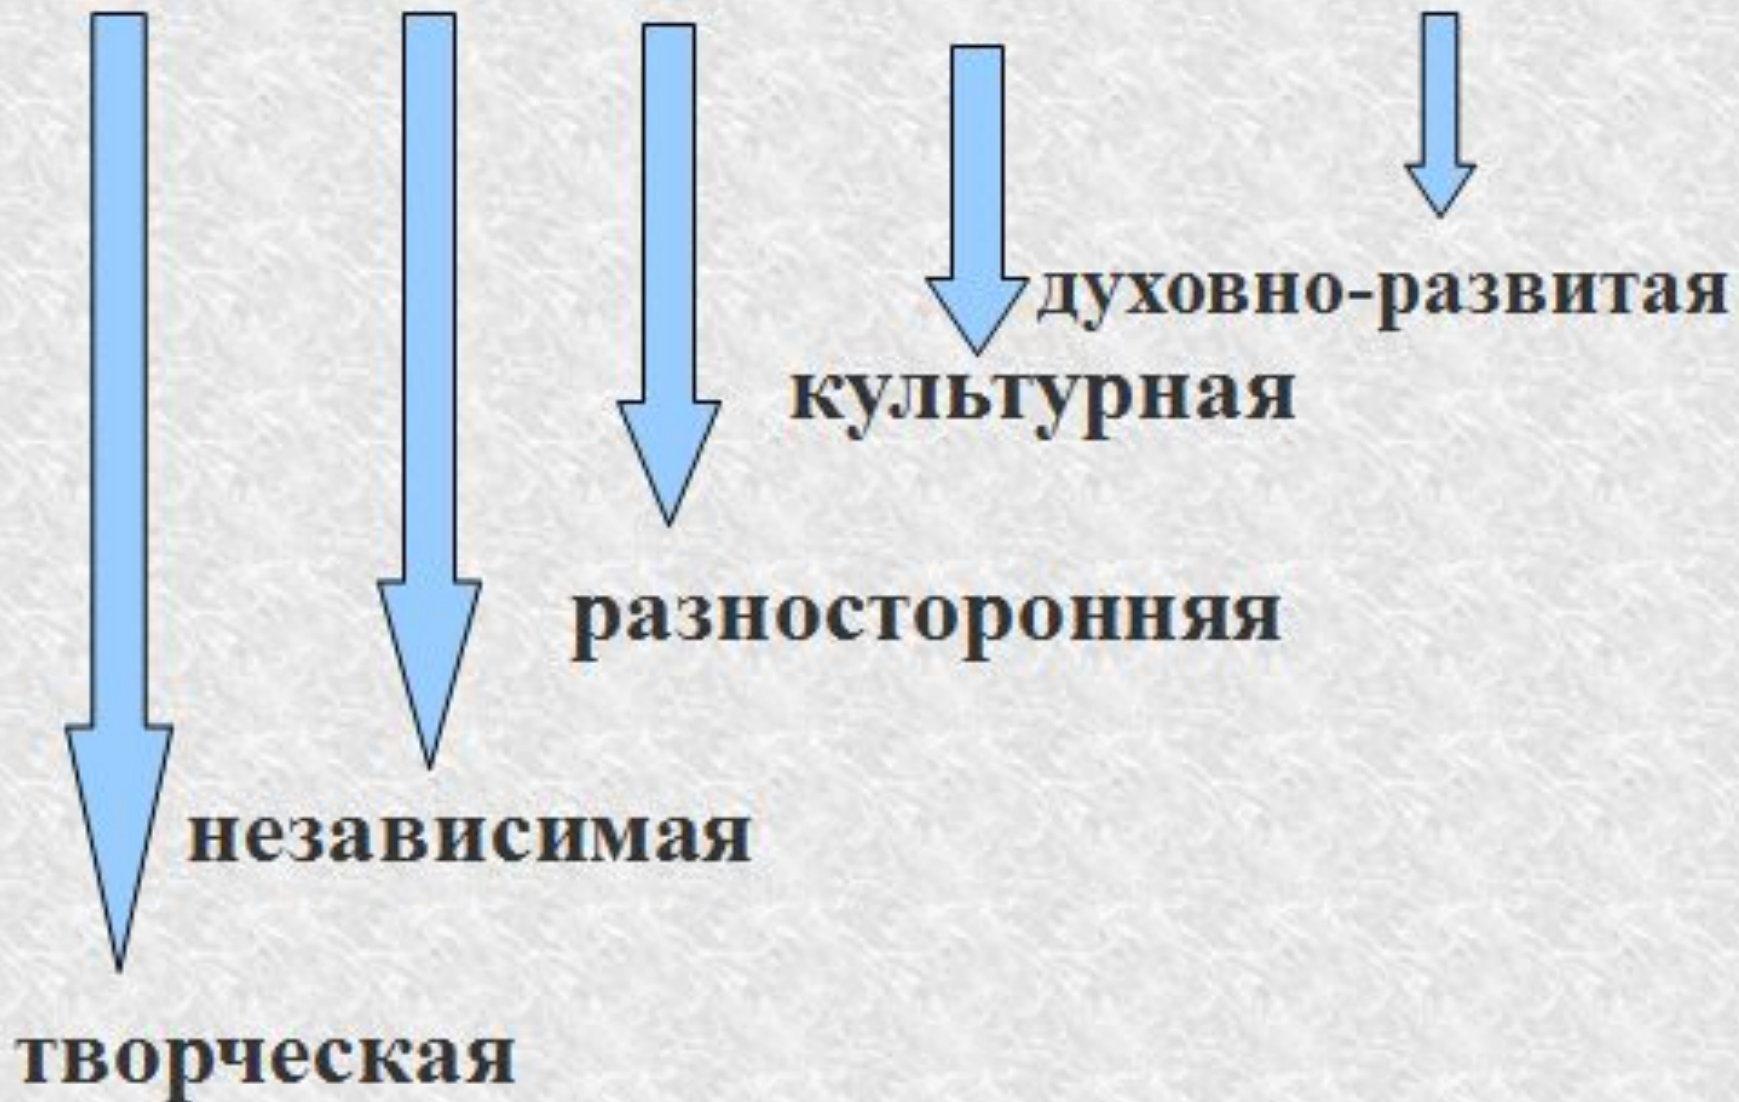 духовно-развитая
культурная
разносторонняя
независимая
творческая